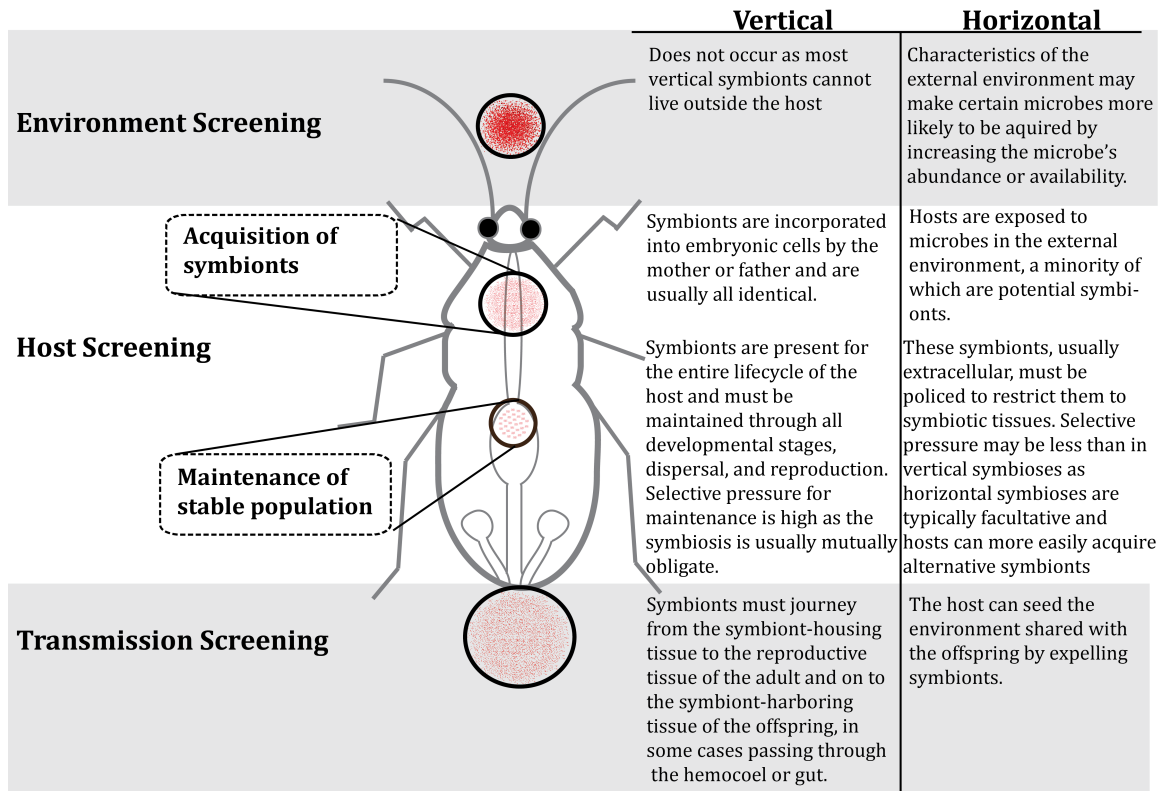 Vertical
Horizontal
Environment Screening
Does not occur as most
vertical symbionts cannot
live outside the host
Characteristics of the
external environment may
make certain microbes more
likely to be aquired by
increasing the microbe's
abundance or availability.
Host Screening
Acquisition of
symbionts
Symbionts are incorporated
into embryonic cells by the
mother or father and are
usually all identical.
Hosts are exposed to
microbes in the external
environment, a minority of
which are potential symbi-
onts.
Maintenance of
stable population
Symbionts are present for
the entire lifecycle of the
host and must be
maintained through all
developmental stages,
dispersal, and reproduction.
Selective pressure for
maintenance is high as the
symbiosis is usually mutually
obligate.
These symbionts, usually
extracellular, must be
policed to restrict them to
symbiotic tissues. Selective
pressure may be less than in
vertical symbioses as
horizontal symbioses are
typically facultative and
hosts can more easily acquire
alternative symbionts
Transmission Screening
Symbionts must journey
from the symbiont-housing
tissue to the reproductive
tissue of the adult and on to
the symbiont-harboring
tissue of the offspring, in
some cases passing through
the hemocoel or gut.
The host can seed the
environment shared with
the offspring by expelling
symbionts.